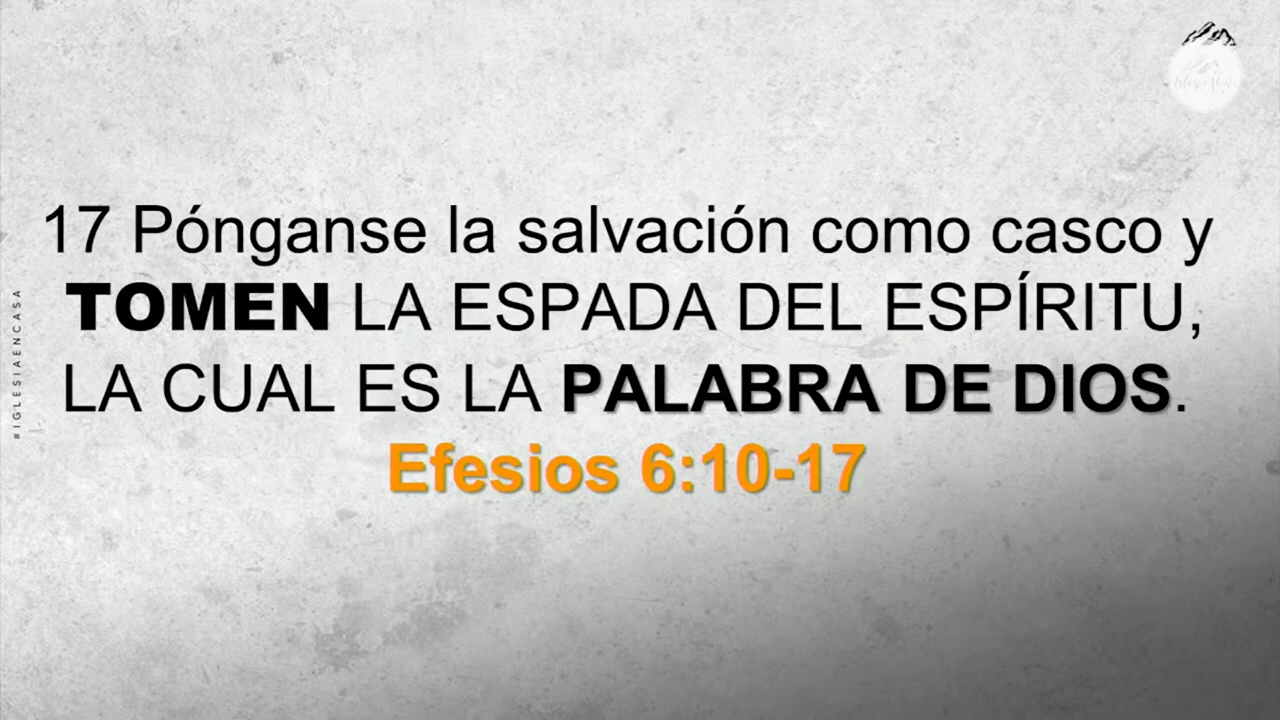 17 Pónganse la salvación como casco y
TOMEN LA ESPADA DEL ESPÍRITU,
LA CUAL ES LA PALABRA DE DIOS.
Efesios 6:10-17
#IGLESIAENCASA